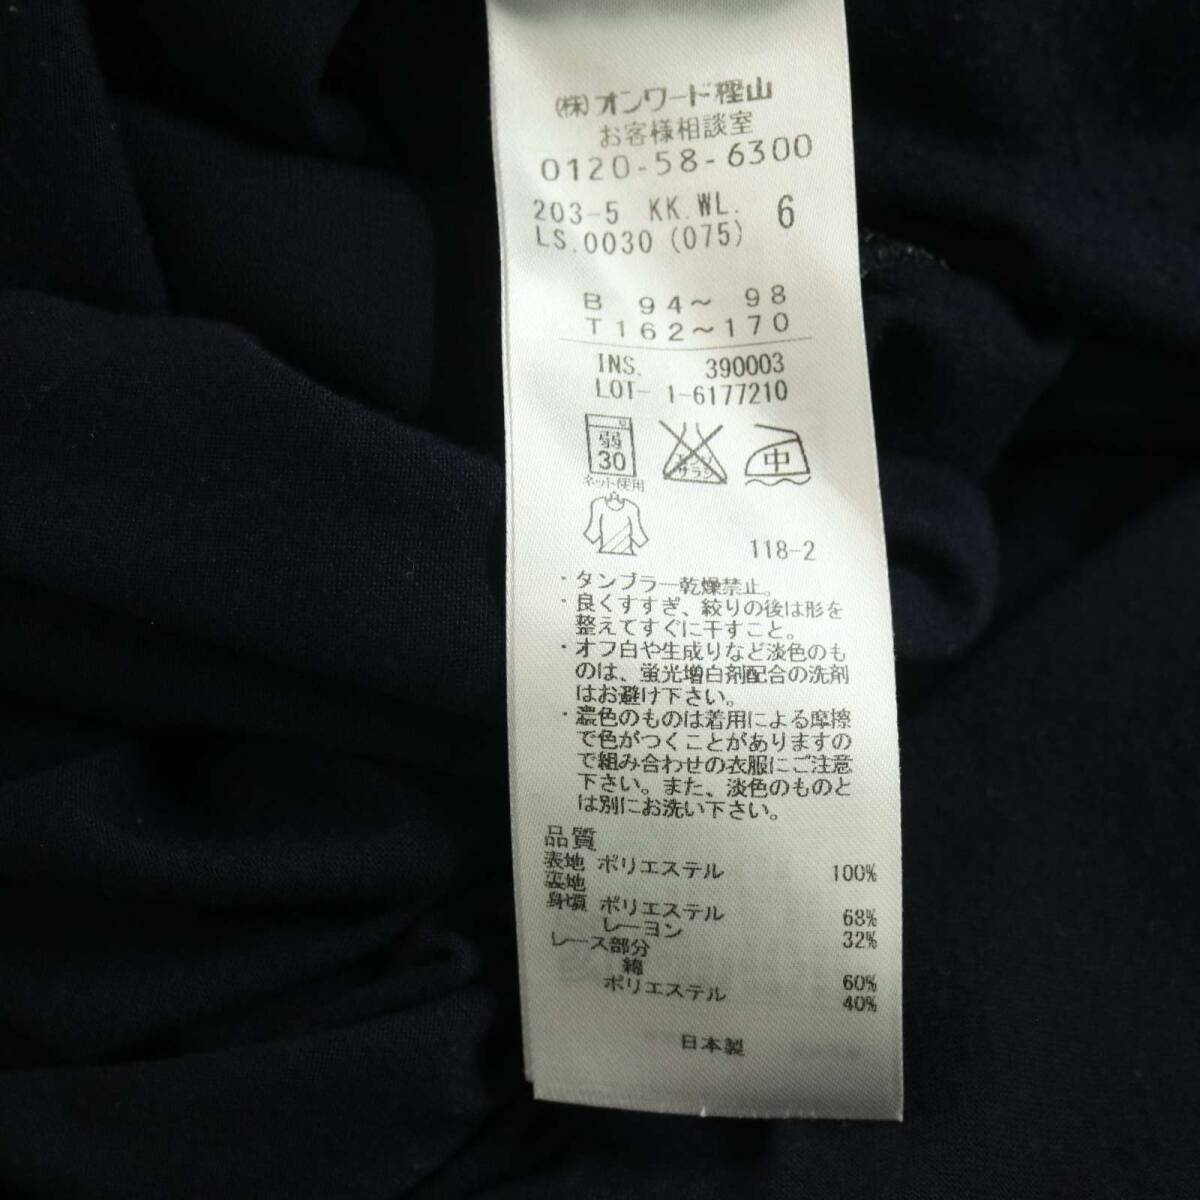 ㈱オンワード樫山
お客様相談室
0120-58-6300
203-5 KK.WL. 6
LS.0030 (075)
B 94～ 98
T 162～170
INS. 390003
LOT- 1-6177210
弱
30
エンソ
サラシ
中
ネット使用
118-2
・タンブラー乾燥禁止。
・良くすすぎ、絞りの後は形を
整えてすぐに干すこと。
・オフ白や生成りなど淡色のも
のは、蛍光増白剤配合の洗剤
はお避け下さい。
・濃色のものは着用による摩擦
で色がつくことがありますの
で組み合わせの衣服にご注意
下さい。また、淡色のものと
は別にお洗い下さい。
品質
表地 ポリエステル 100%
裏地
身頃 ポリエステル 68%
レーヨン 32%
レース部分
綿 60%
ポリエステル 40%
日本製